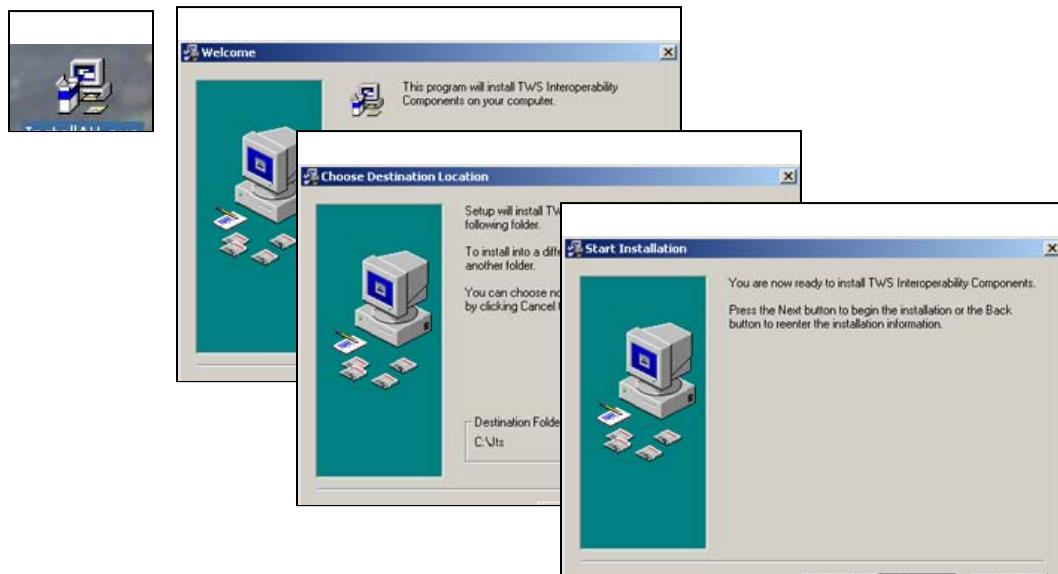 Welcome
This program will install TWS Interoperability
Components on your computer.
Choose Destination Location
Setup will install TW
following folder.
To install into a diffe
another folder.
You can choose no
by clicking Cancel t
Destination Folde
C:\Jts
Start Installation
You are now ready to install TWS Interoperability Components.
Press the Next button to begin the installation or the Back
button to reenter the installation information.